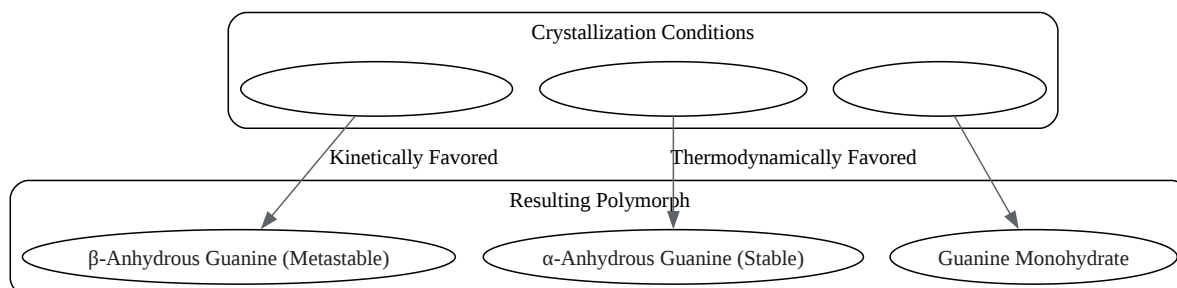 Crystallization Conditions
Kinetically Favored
Thermodynamically Favored
Resulting Polymorph
β-Anhydrous Guanine (Metastable)
α-Anhydrous Guanine (Stable)
Guanine Monohydrate